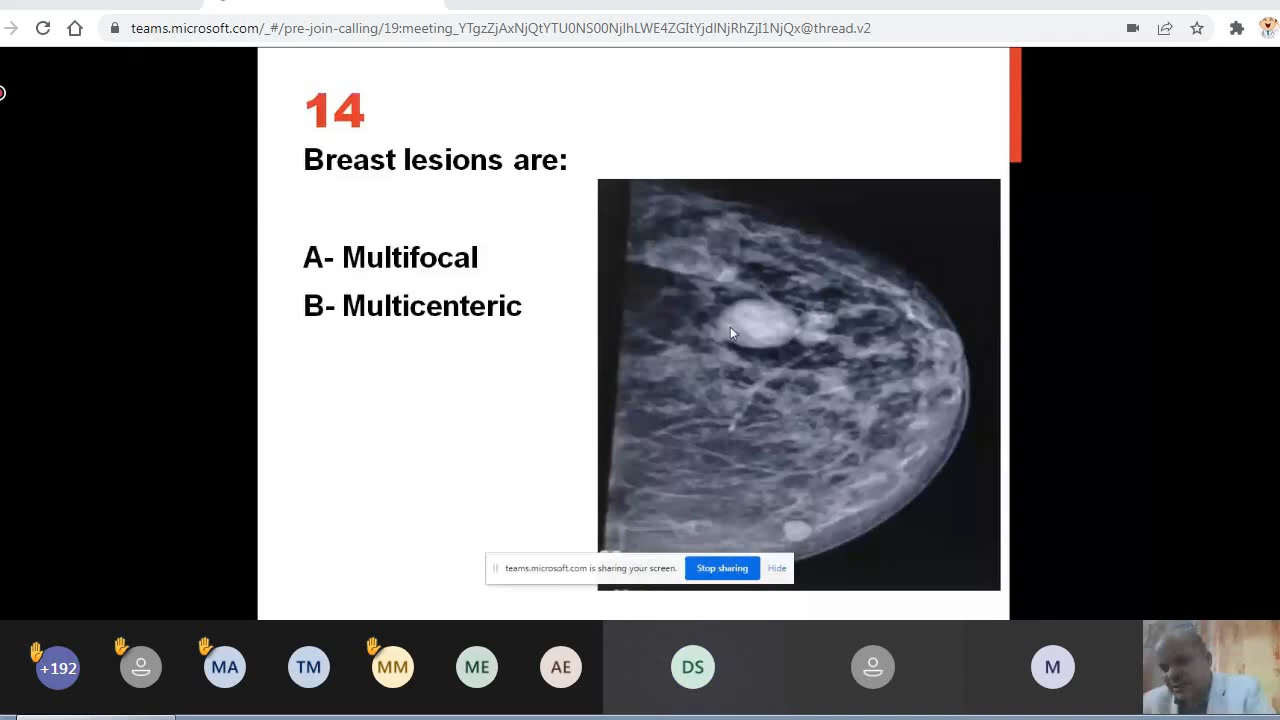 teams.microsoft.com/_#/pre-join-calling/19:meeting_YTgzZjAxNjQtYTU0NS00NjlhLWE4ZGItYjdlNjRhZjI1NjQx@thread.v2
14
Breast lesions are:
A- Multifocal
B- Multicenteric
teams.microsoft.com is sharing your screen.
Stop sharing
Hide
+192
MA
TM
MM
ME
AE
DS
M